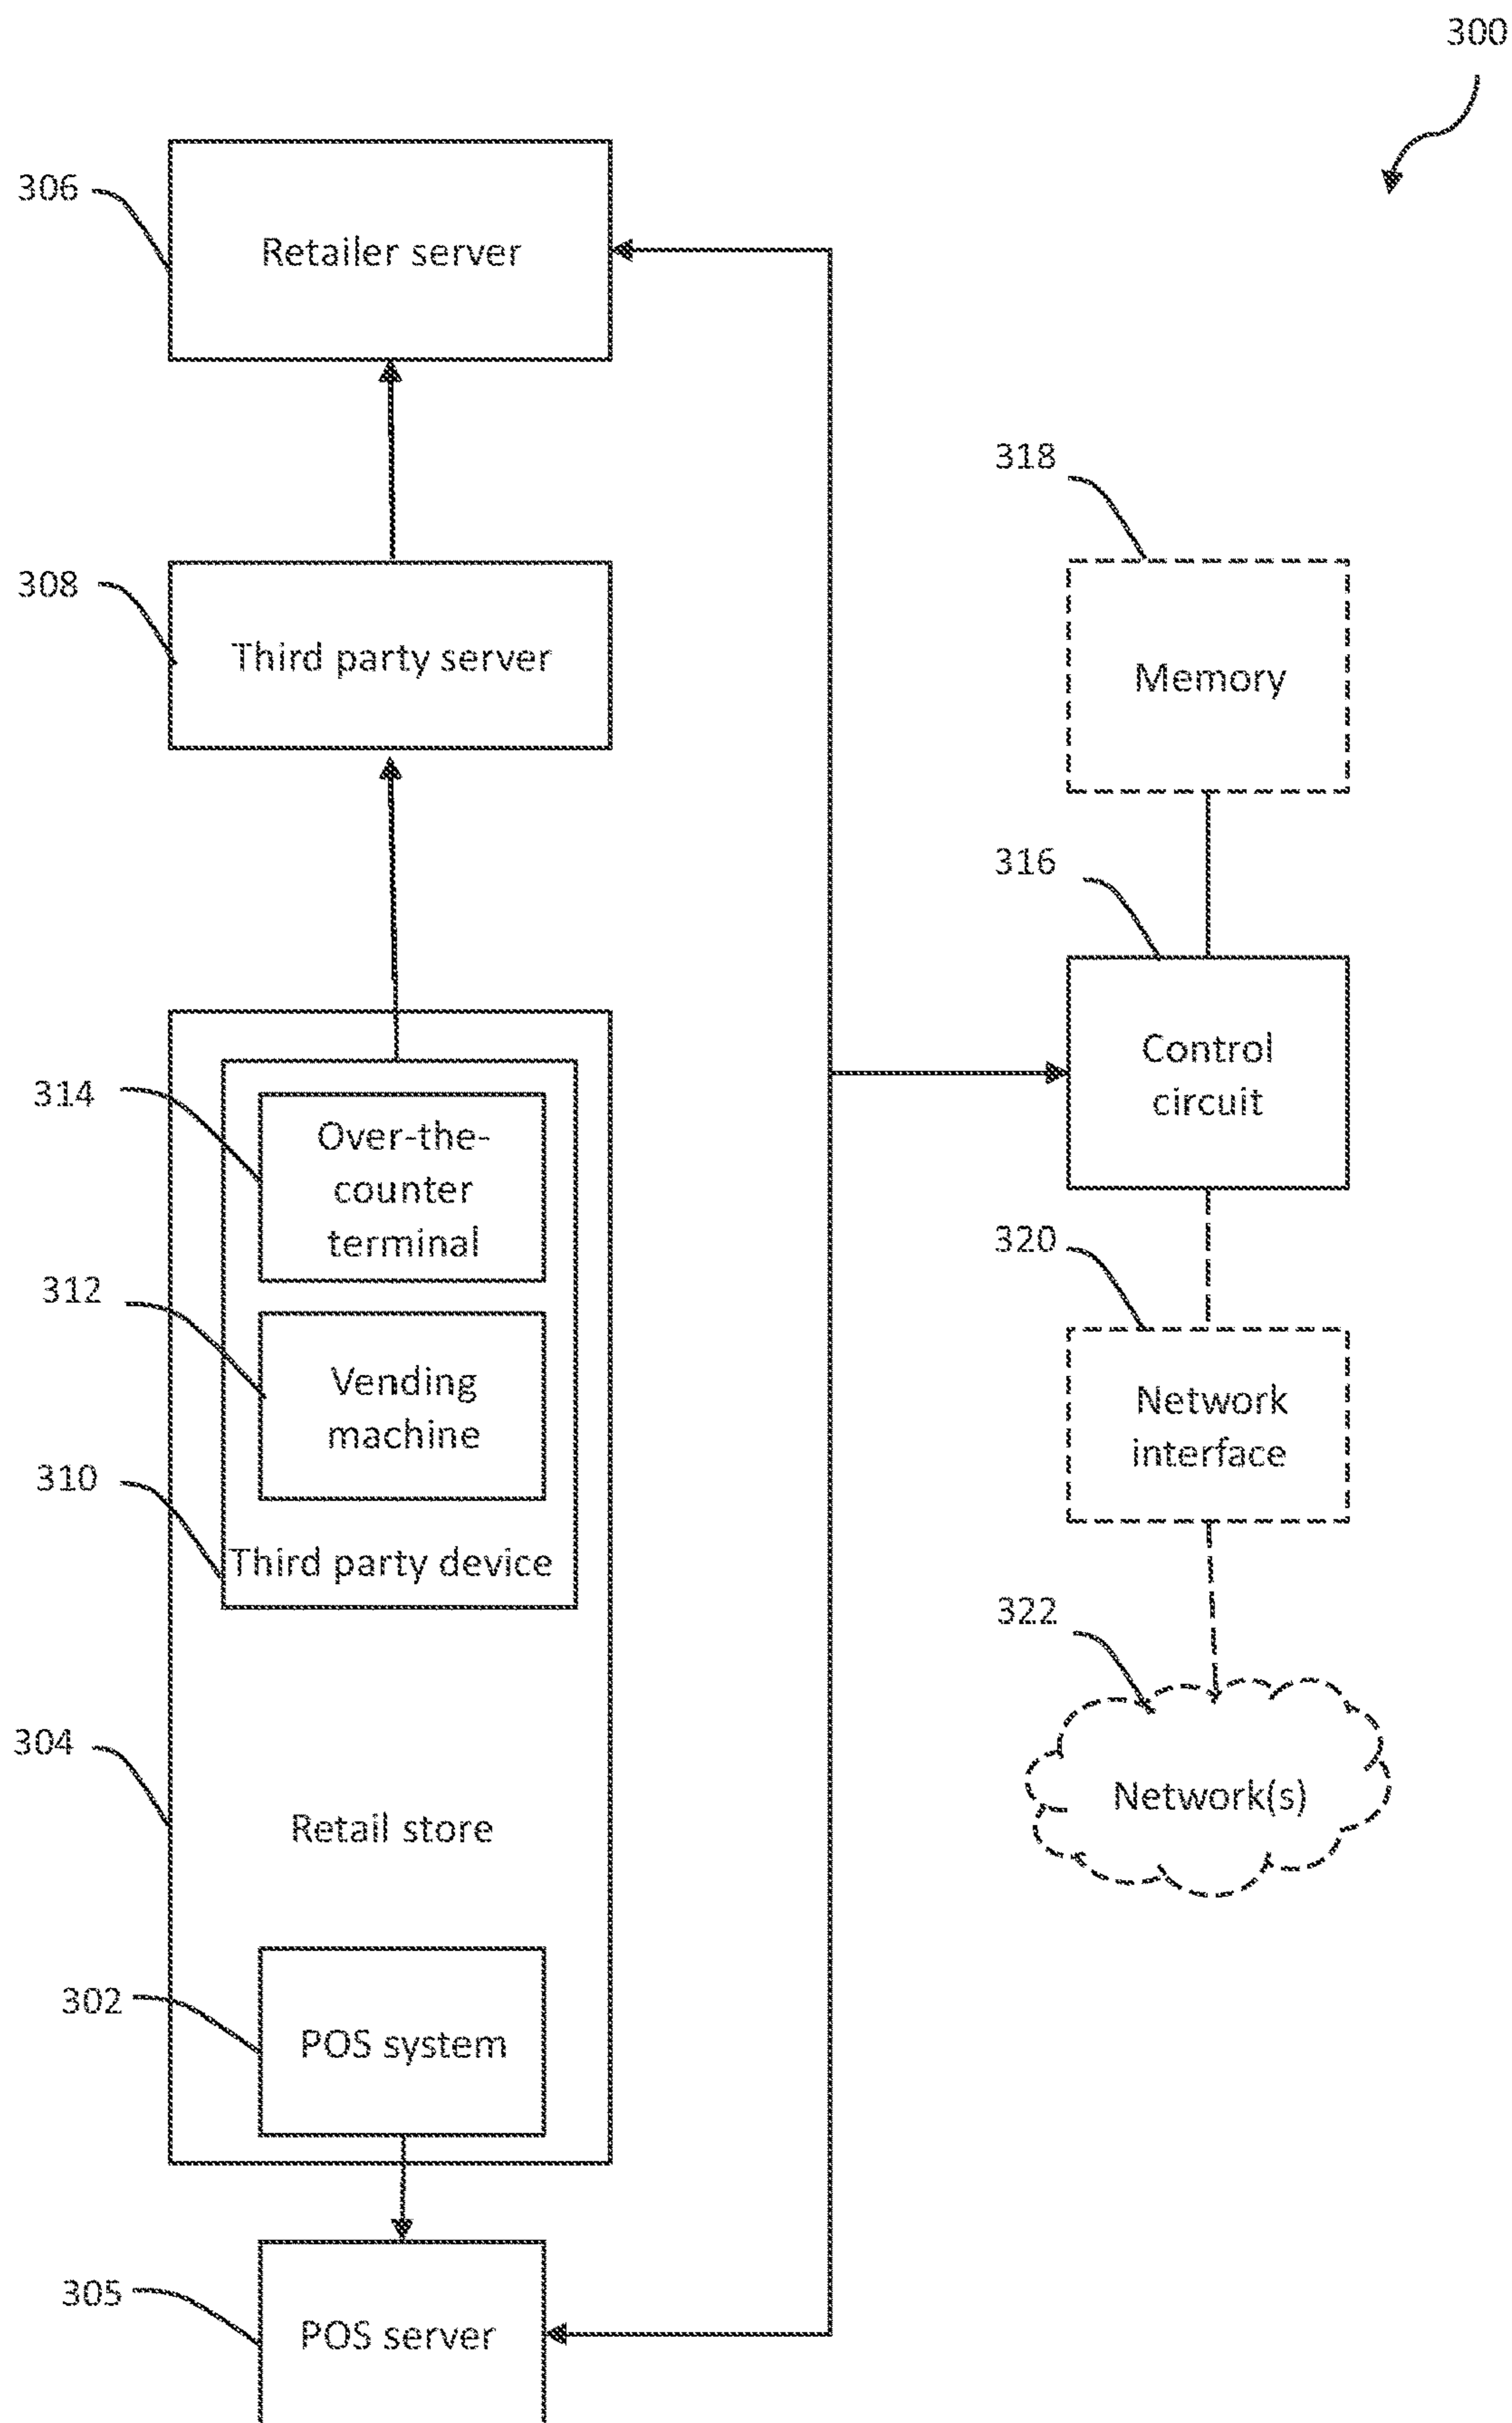 300
306
Retailer server
318
308
Third party server
Memory
316
Control
circuit
314
Over-the-
counter
terminal
320
312
Vending
machine
Network
interface
310
Third party device
322
304
Network(s)
Retail store
302
POS system
305
POS server